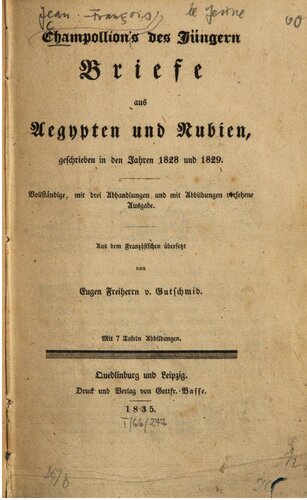 Jean-François le Jeune
60
Champollion's des Jüngern
Briefe
aus
Aegypten und Nubien,
geschrieben in den Jahren 1828 und 1829.
Vollständige, mit drei Abhandlungen und mit Abbildungen versehene
Ausgabe.
Aus dem Französischen übersetzt
von
Eugen Freiherrn v. Gutschmid.
Mit 7 Tafeln Abbildungen.
Quedlinburg und Leipzig.
Druck und Verlag von Gottfr. Basse.
1835.
I/66/277